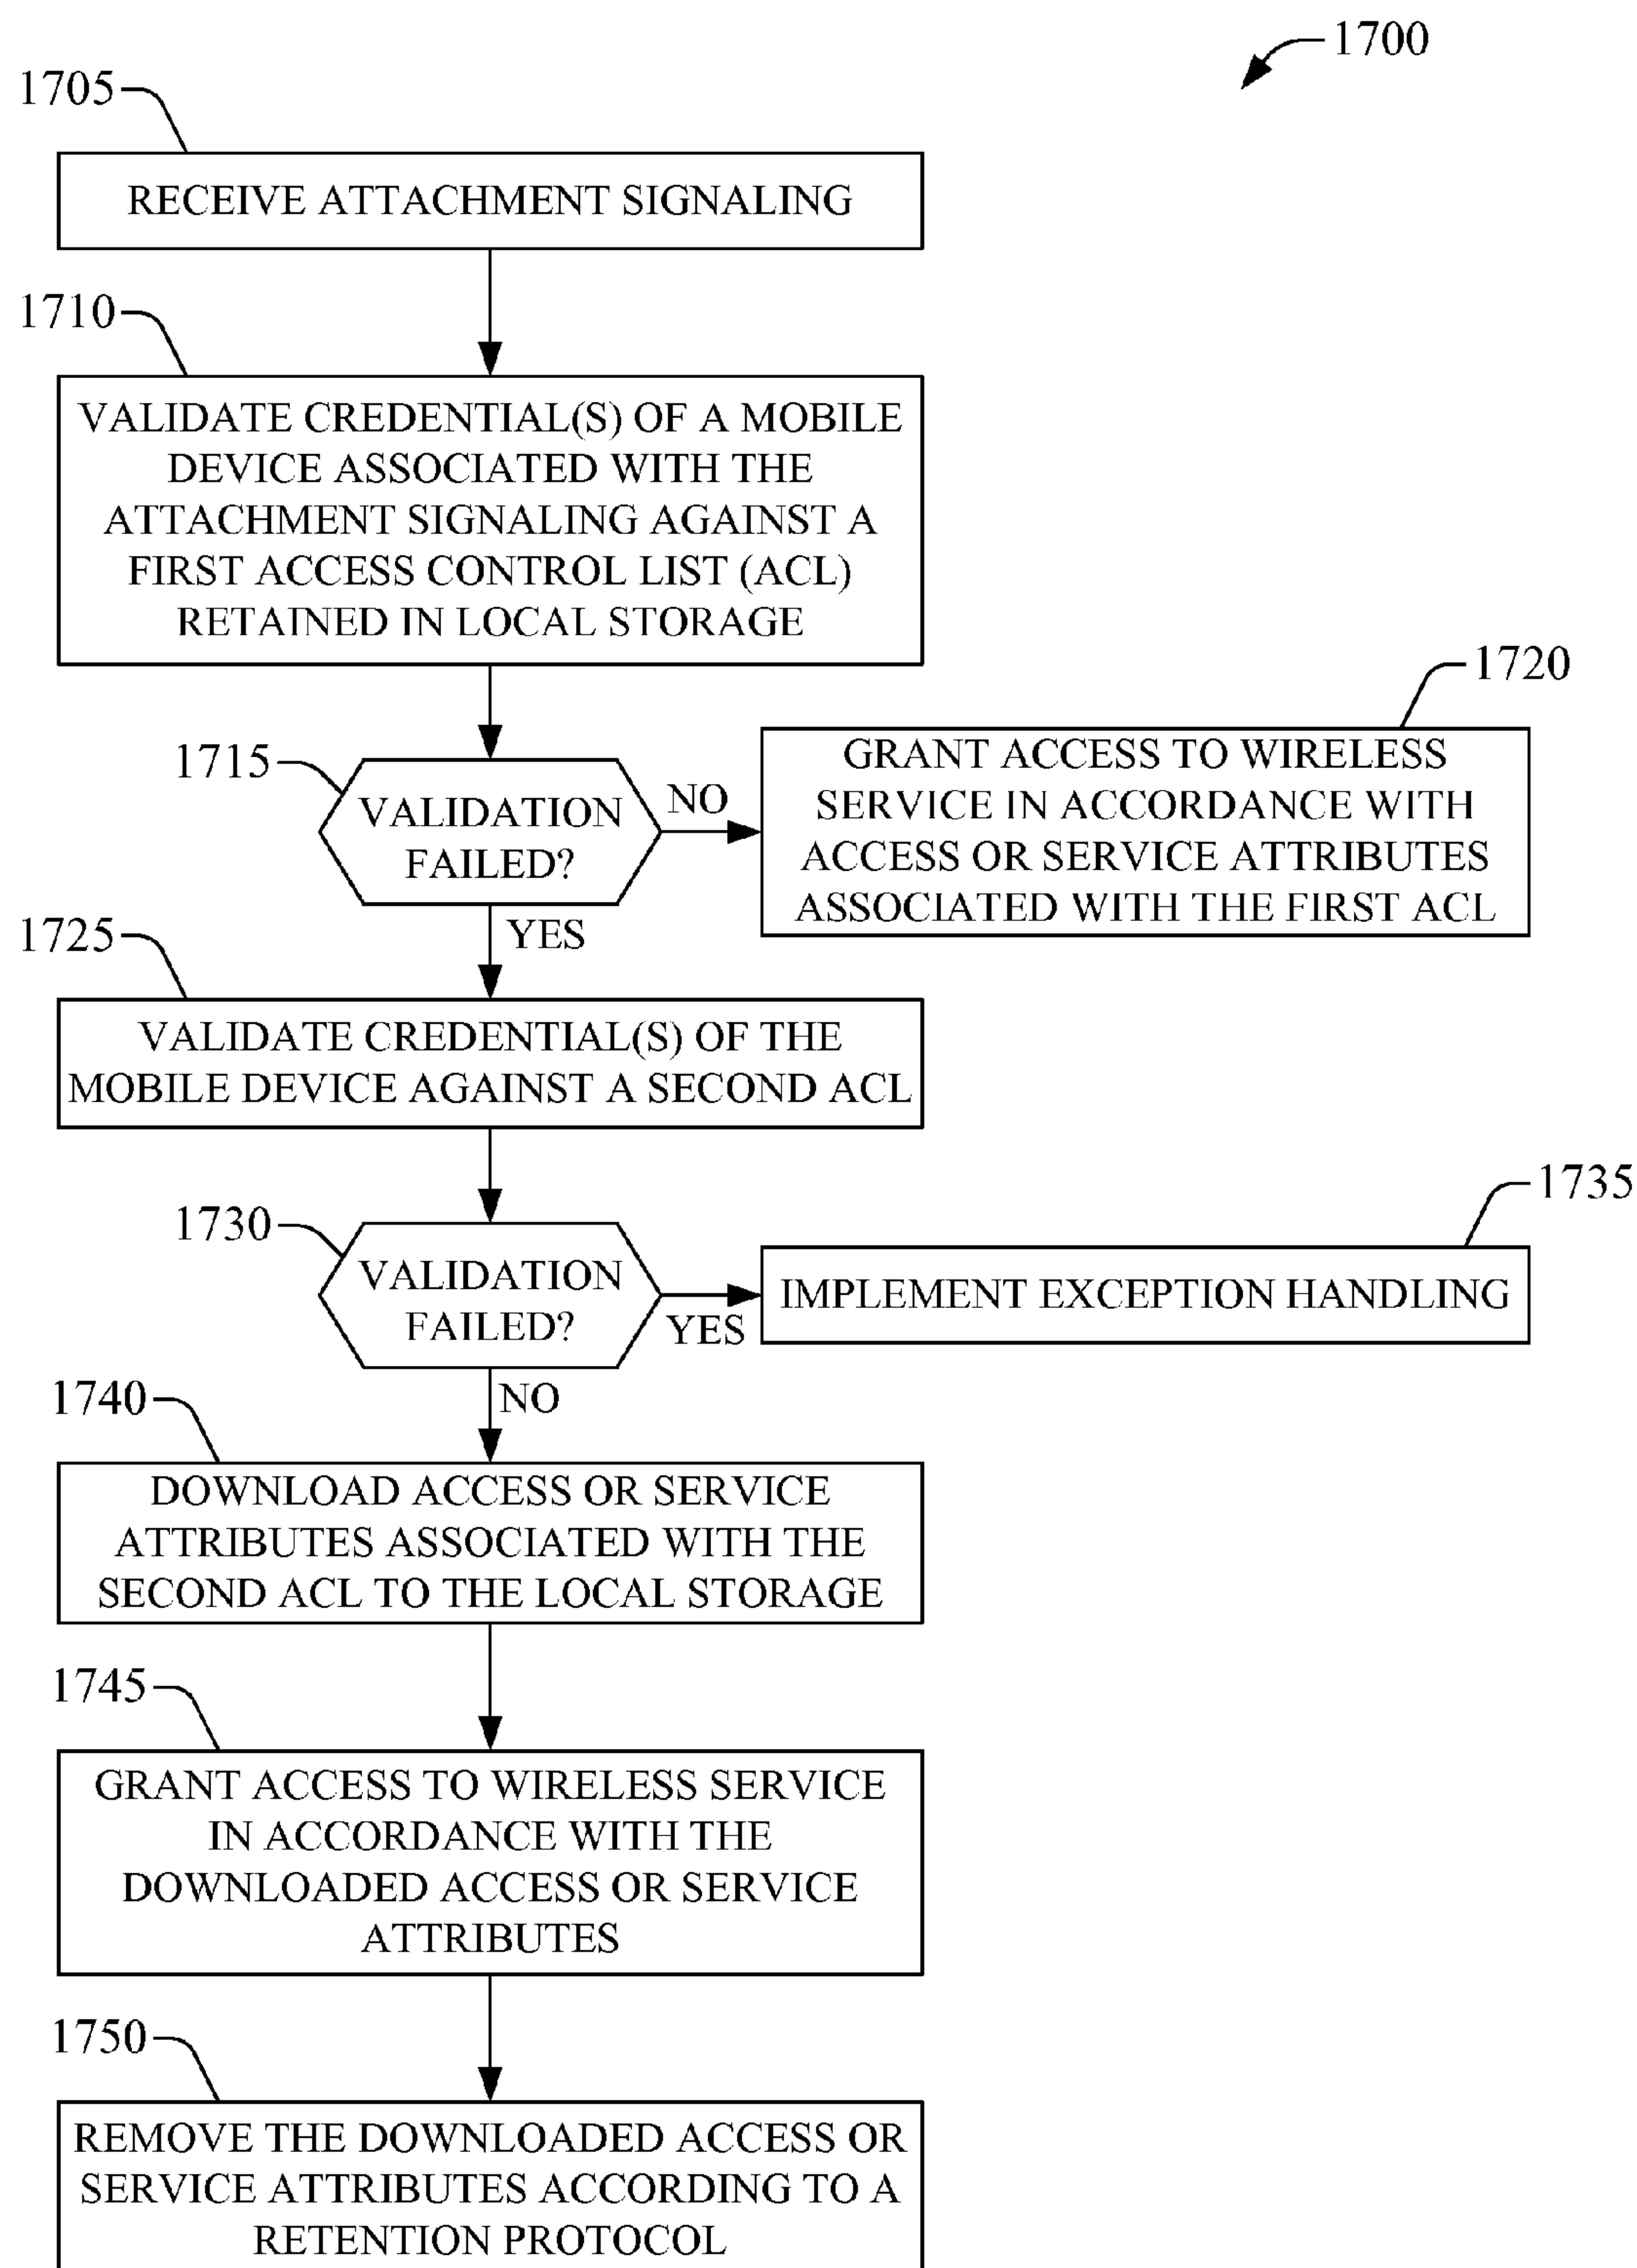 1700
1705
RECEIVE ATTACHMENT SIGNALING
1710
VALIDATE CREDENTIAL(S) OF A MOBILE
DEVICE ASSOCIATED WITH THE
ATTACHMENT SIGNALING AGAINST A
FIRST ACCESS CONTROL LIST (ACL)
RETAINED IN LOCAL STORAGE
1715
VALIDATION
FAILED?
NO
1720
GRANT ACCESS TO WIRELESS
SERVICE IN ACCORDANCE WITH
ACCESS OR SERVICE ATTRIBUTES
ASSOCIATED WITH THE FIRST ACL
YES
1725
VALIDATE CREDENTIAL(S) OF THE
MOBILE DEVICE AGAINST A SECOND ACL
1730
VALIDATION
FAILED?
YES
1735
IMPLEMENT EXCEPTION HANDLING
NO
1740
DOWNLOAD ACCESS OR SERVICE
ATTRIBUTES ASSOCIATED WITH THE
SECOND ACL TO THE LOCAL STORAGE
1745
GRANT ACCESS TO WIRELESS SERVICE
IN ACCORDANCE WITH THE
DOWNLOADED ACCESS OR SERVICE
ATTRIBUTES
1750
REMOVE THE DOWNLOADED ACCESS OR
SERVICE ATTRIBUTES ACCORDING TO A
RETENTION PROTOCOL